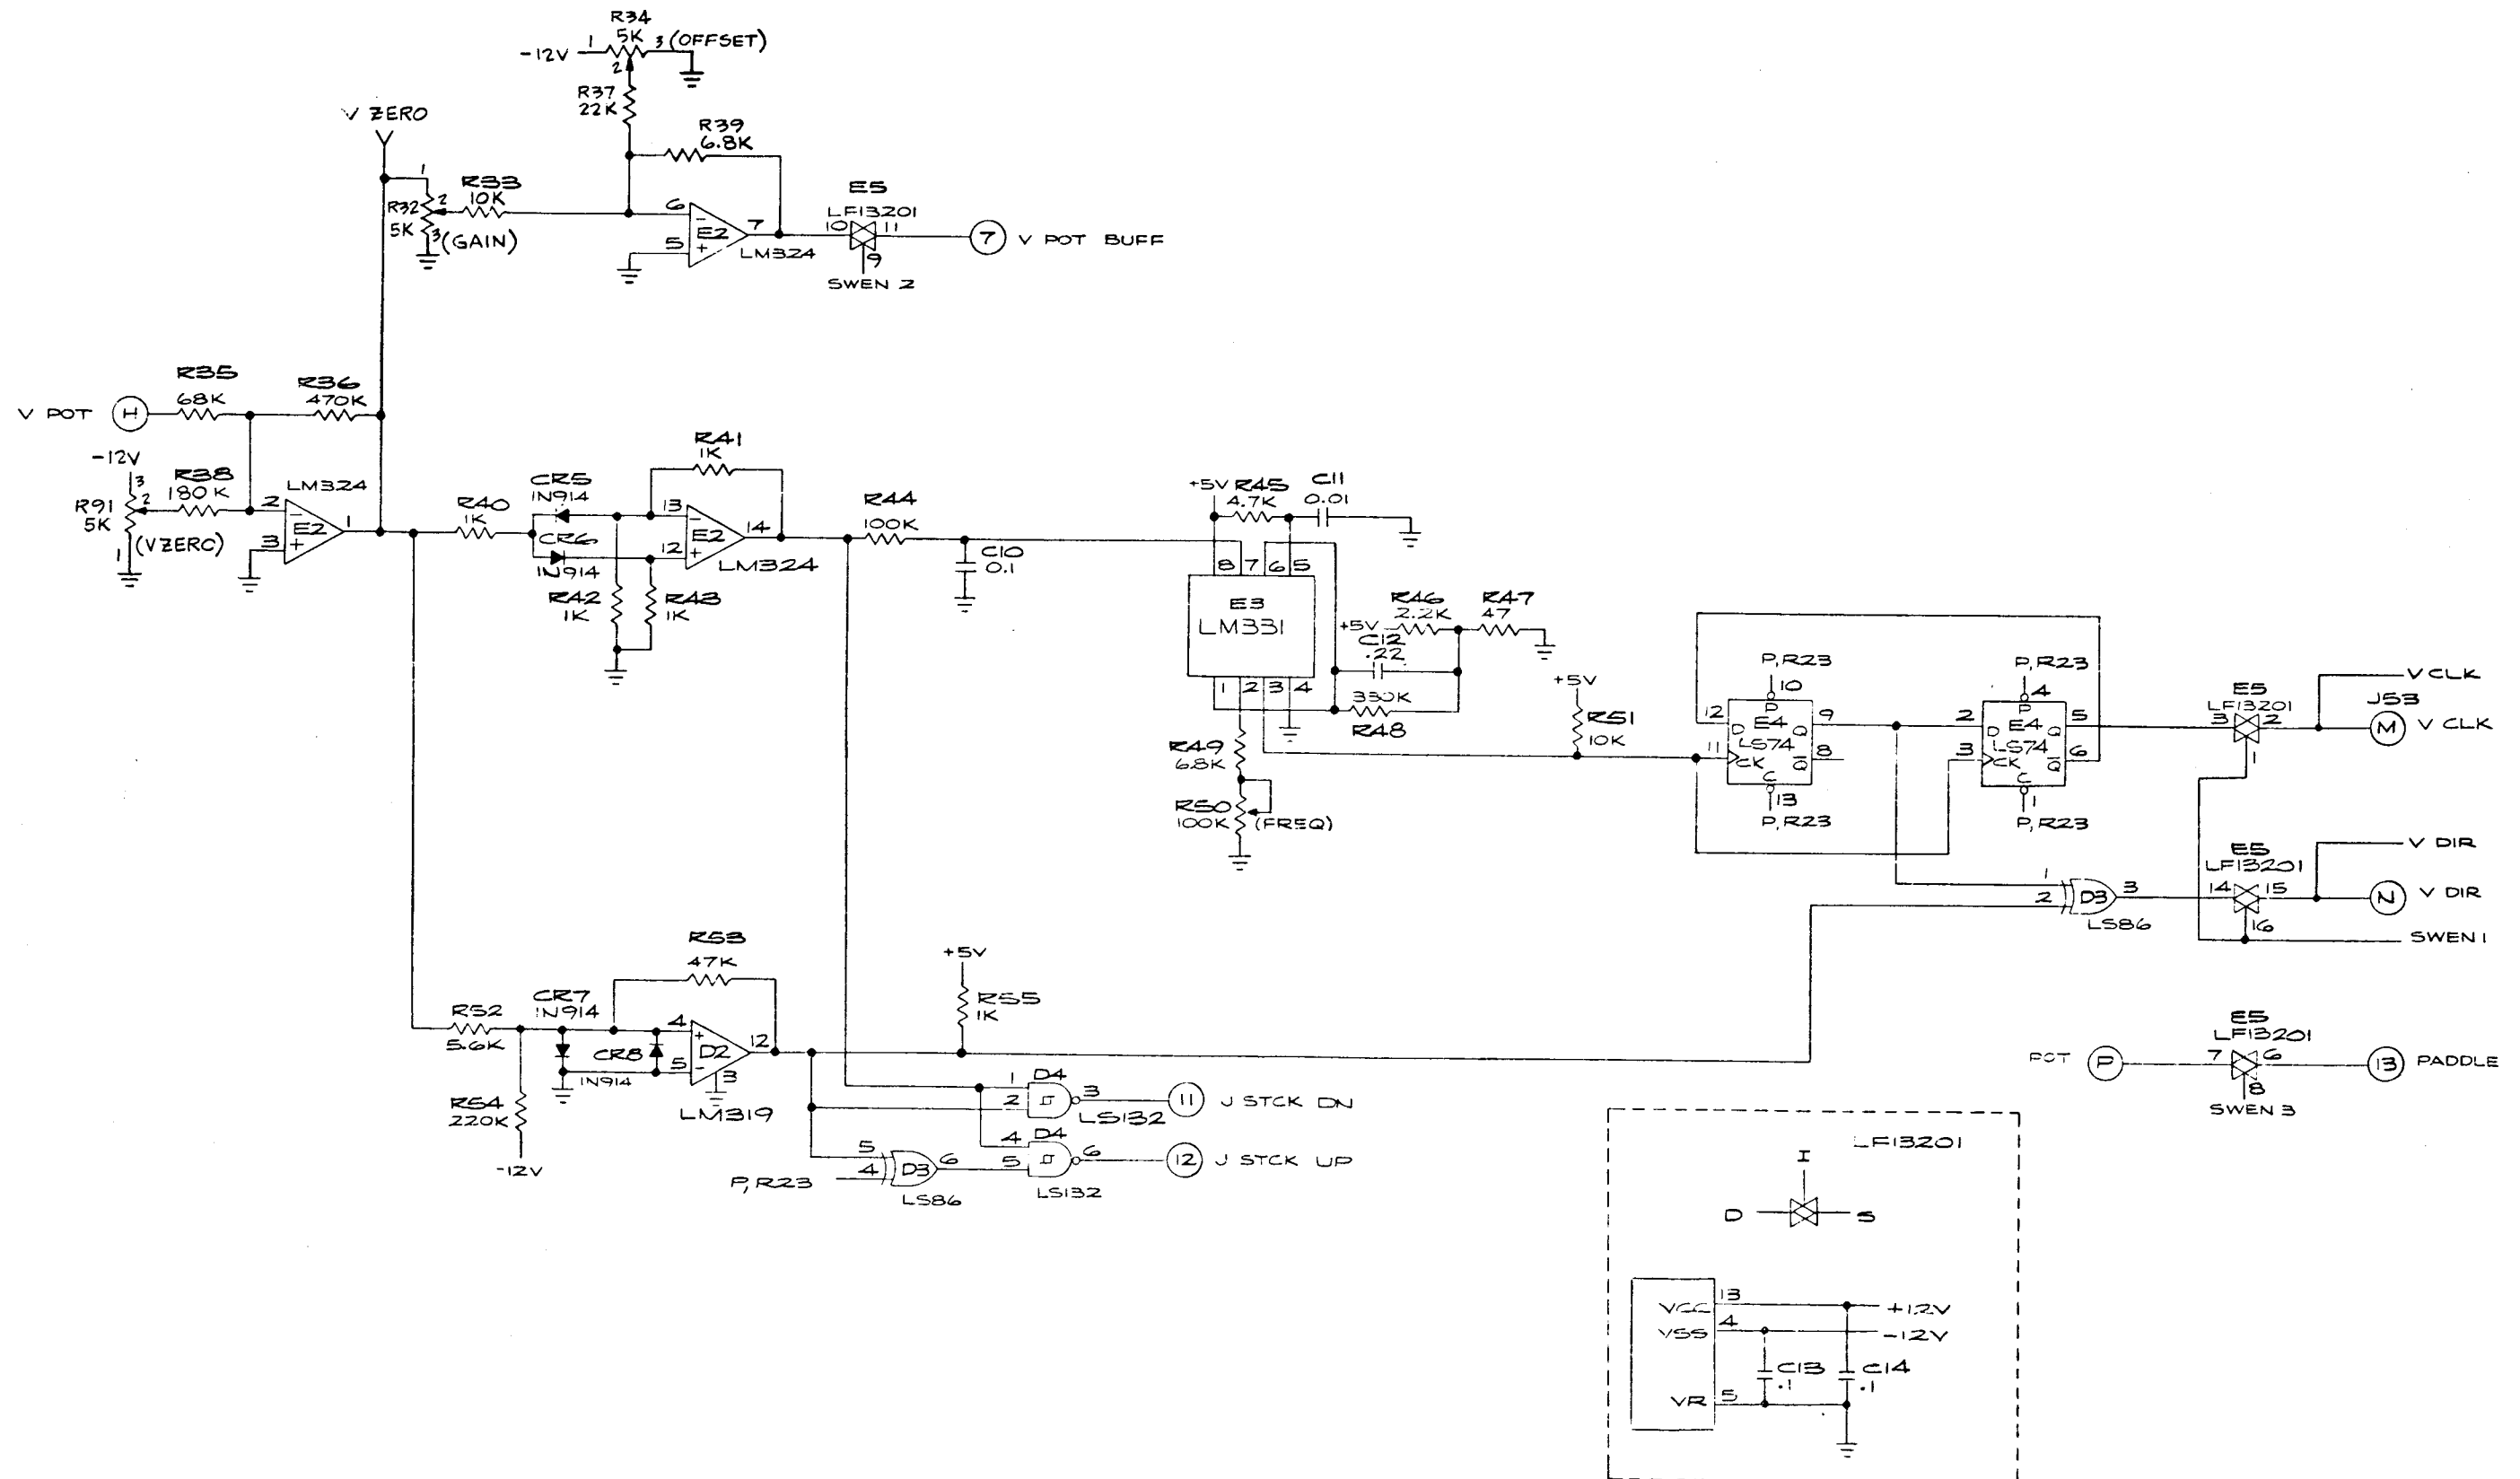 R34
5K
-12V 1 3 (OFFSET)
2
R37
22K
V ZERO
R39
6.8K
1
R33
10K
R32 2
5K
3 (GAIN)
6 -
E2 7
5 +
LM324
E5
LF13201
10 11
9
SWEN 2
7 V POT BUFF
R35
68K
R36
470K
V POT H
-12V
3
R38
180K
R91 2
5K
1
LM324
2 -
E2 1
3 +
R40
1K
CR5
1N914
CR6
1N914
R41
1K
13 -
E2 14
12 +
LM324
R42
1K
R43
1K
R44
100K
C10
0.1
+5V R45
4.7K
C11
0.01
8 7 6 5
E3
LM331
1 2 3 4
R46
2.2K
R47
47
+5V
C12
.22
330K
R48
R49
6.8K
R50
100K (FREQ)
+5V
R51
10K
P,R23
10
P
12 D E4 Q 9
LS74
11 CK Q 8
C
13
P,R23
P,R23
4
P
2 D E4 Q 5
LS74
3 CK Q 6
C
1
P,R23
E5
LF13201
3 2
1
V CLK
J53
M V CLK
E5
LF13201
14 15
16
V DIR
N V DIR
SWEN 1
1
2 D3 3
LS86
R53
47K
+5V
R55
1K
R52
5.6K
CR7
1N914
CR8
1N914
4 +
D2 12
5 -
3
LM319
R54
220K
-12V
1 D4
2 3
LS132
11 J STCK DN
4 D4
5 6
LS132
12 J STCK UP
5
4 D3 6
P,R23
LS86
E5
LF13201
POT P 7 6 13 PADDLE
8
SWEN 3
LF13201
I
D S
VCC 13 +12V
VSS 4 -12V
C13
.1
C14
.1
VR 5